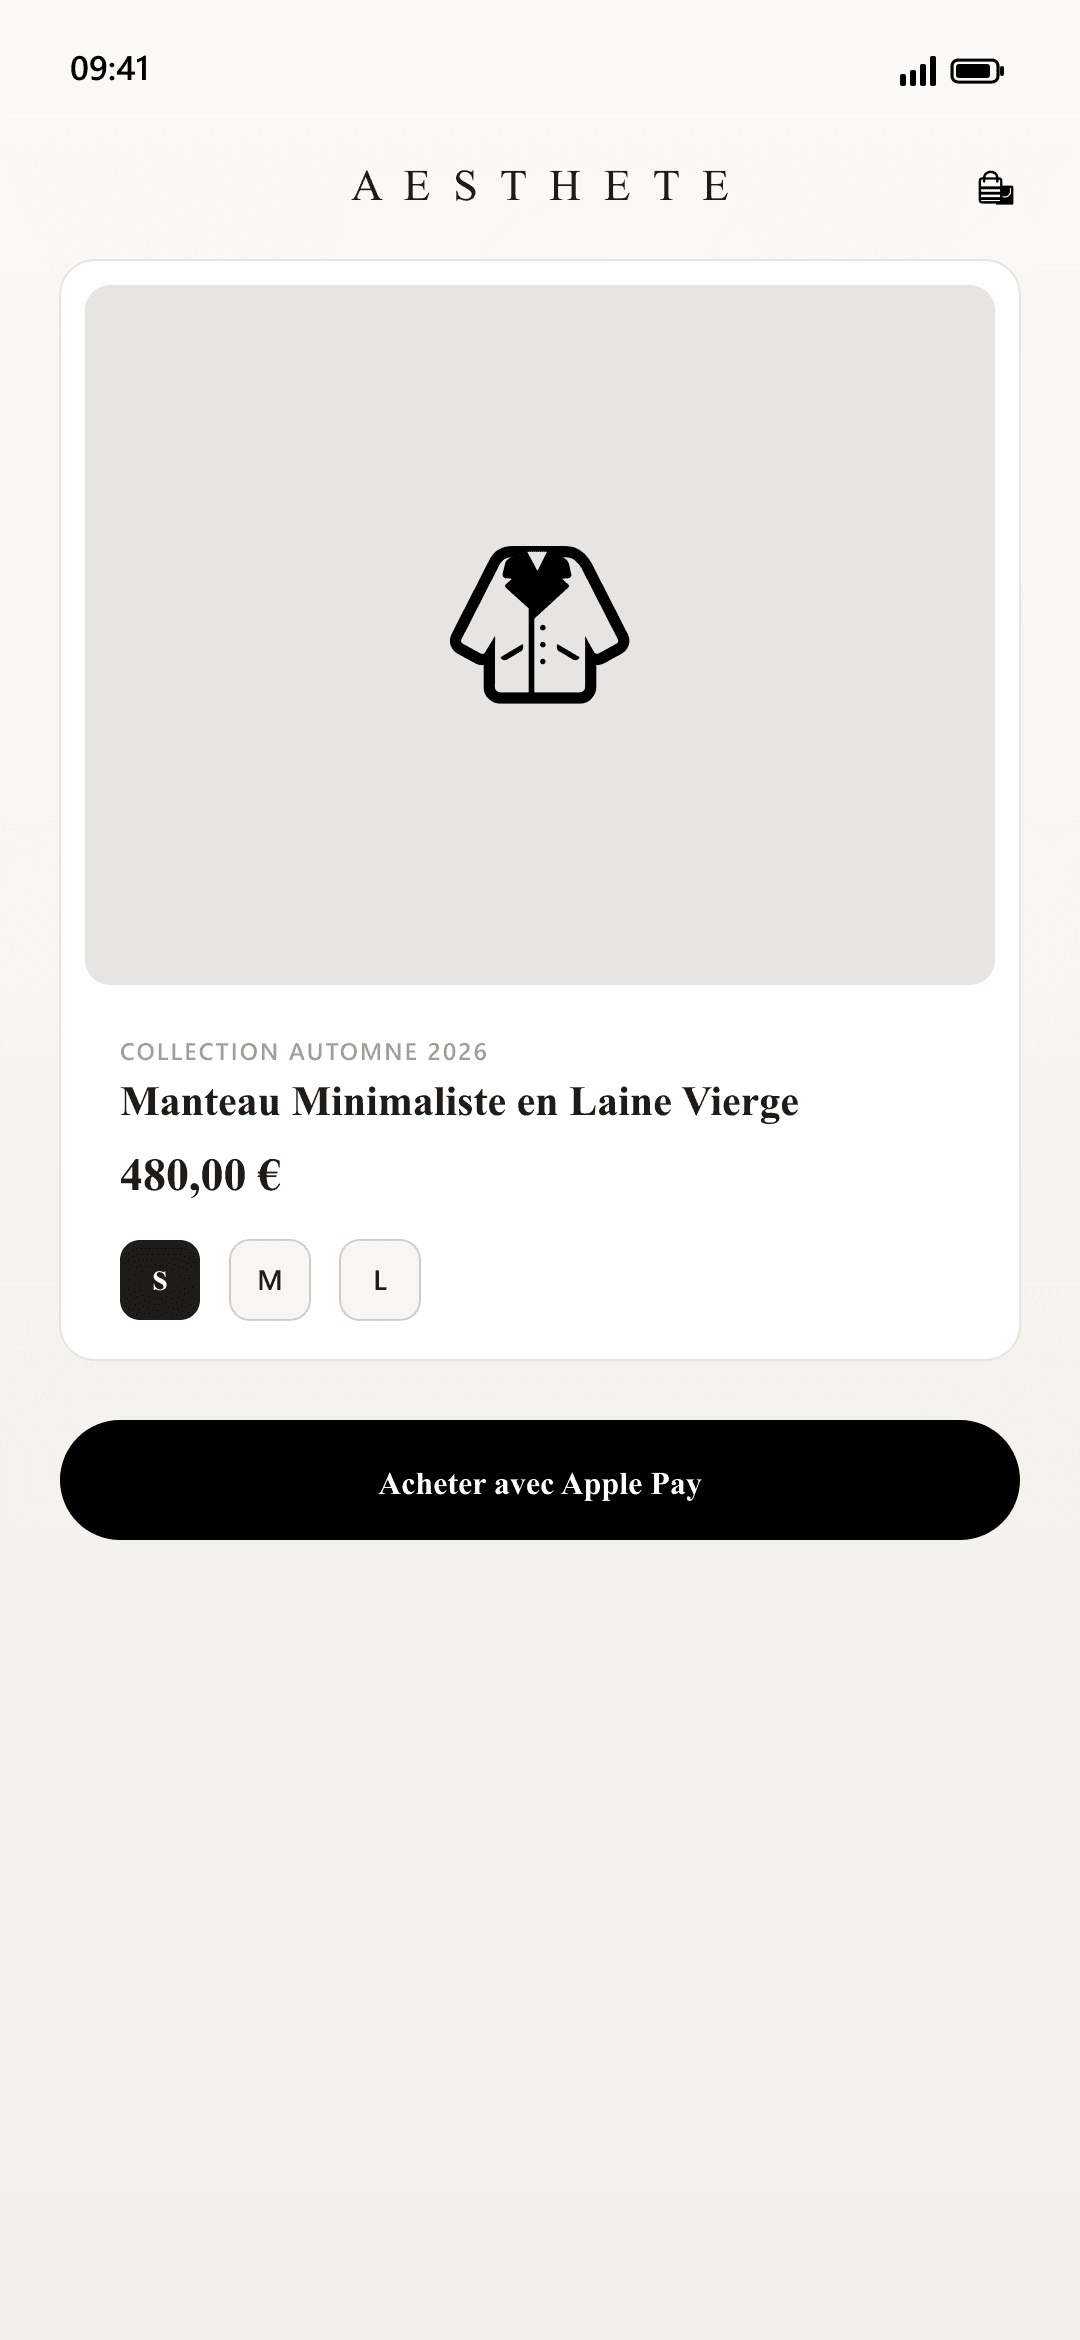 09:41
AESTHETE
COLLECTION AUTOMNE 2026
Manteau Minimaliste en Laine Vierge
480,00 €
S M L
Acheter avec Apple Pay